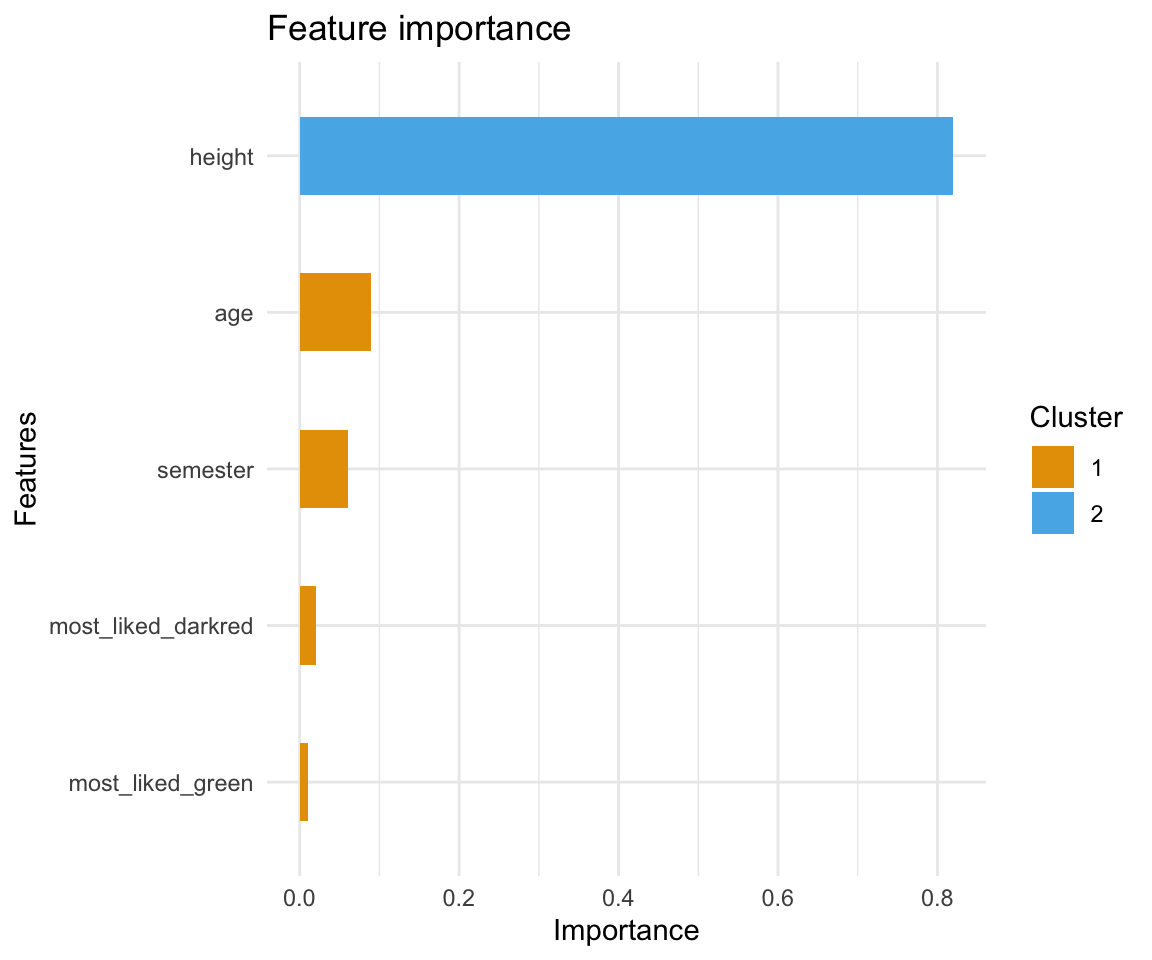 Feature importance
height
age
semester
most_liked_darkred
most_liked_green
Features
0.0 0.2 0.4 0.6 0.8
Importance
Cluster
1
2